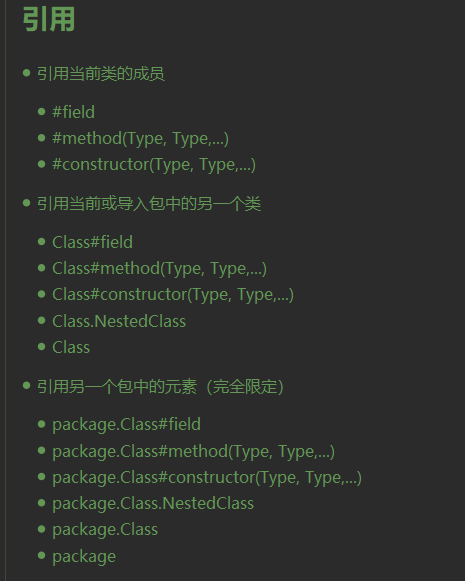 引用
引用当前类的成员
#field
#method(Type, Type,...)
#constructor(Type, Type,...)
引用当前或导入包中的另一个类
Class#field
Class#method(Type, Type,...)
Class#constructor(Type, Type,...)
Class.NestedClass
Class
引用另一个包中的元素（完全限定）
package.Class#field
package.Class#method(Type, Type,...)
package.Class#constructor(Type, Type,...)
package.Class.NestedClass
package.Class
package